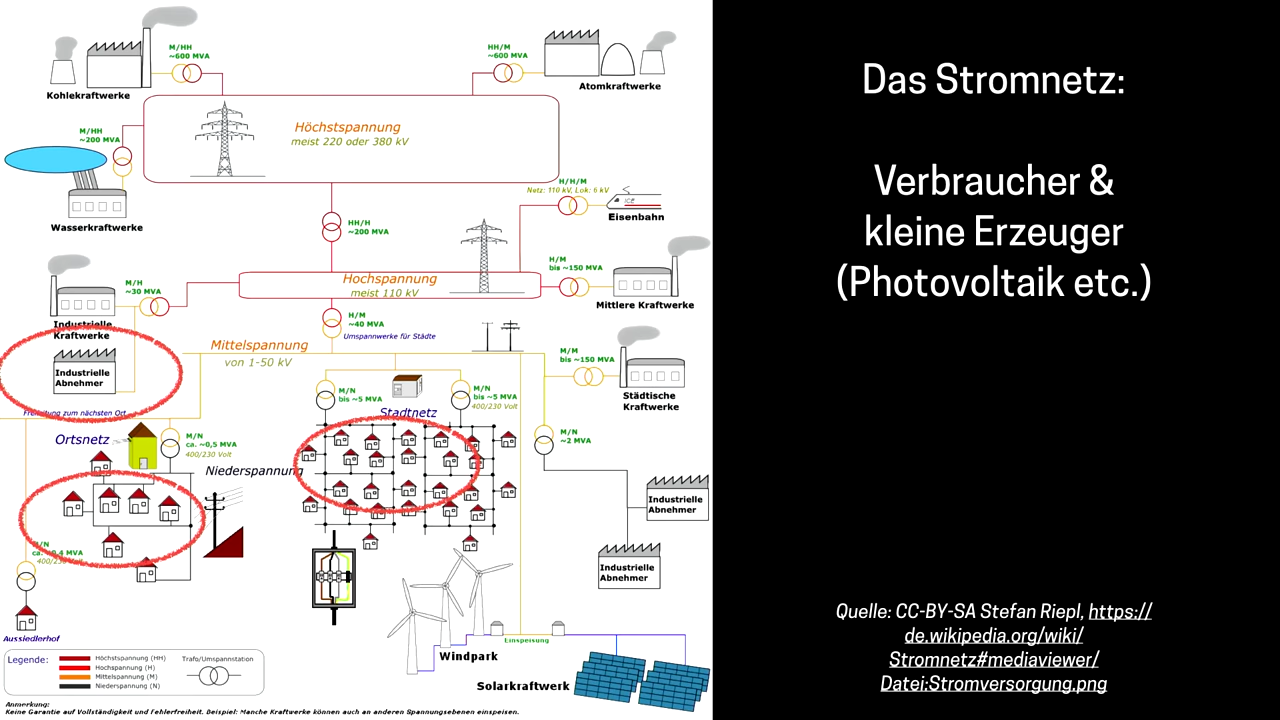 M/HH
~600 MVA
Kohlekraftwerke
HH/M
~600 MVA
Atomkraftwerke
Höchstspannung
meist 220 oder 380 kV
M/HH
~200 MVA
Wasserkraftwerke
H/H/M
Netz: 110 kV, Lok: 6 kV
ICE
Eisenbahn
HH/H
~200 MVA
H/M
bis ~150 MVA
Mittlere Kraftwerke
Hochspannung
meist 110 kV
M/H
~30 MVA
Industrielle
Kraftwerke
H/M
~40 MVA
Umspannwerke für Städte
Mittelspannung
von 1-50 kV
M/M
bis ~150 MVA
Städtische
Kraftwerke
Industrielle
Abnehmer
M/N
bis ~5 MVA
M/N
bis ~5 MVA
400/230 Volt
Stadtnetz
zum nächsten Ort
Ortsnetz
M/N
ca. ~0,5 MVA
400/230 Volt
Niederspannung
M/N
~2 MVA
Industrielle
Abnehmer
Industrielle
Abnehmer
M/N
MVA
Aussiedlerhof
Einspeisung
Windpark
Solarkraftwerk
Legende:
Höchstspannung (HH)
Hochspannung (H)
Mittelspannung (M)
Niederspannung (N)
Trafo/Umspannstation
Anmerkung:
Keine Garantie auf Vollständigkeit und Fehlerfreiheit. Beispiel: Manche Kraftwerke können auch an anderen Spannungsebenen einspeisen.
Das Stromnetz:
Verbraucher &
kleine Erzeuger
(Photovoltaik etc.)
Quelle: CC-BY-SA Stefan Riepl, https://
de.wikipedia.org/wiki/
Stromnetz#mediaviewer/
Datei:Stromversorgung.png